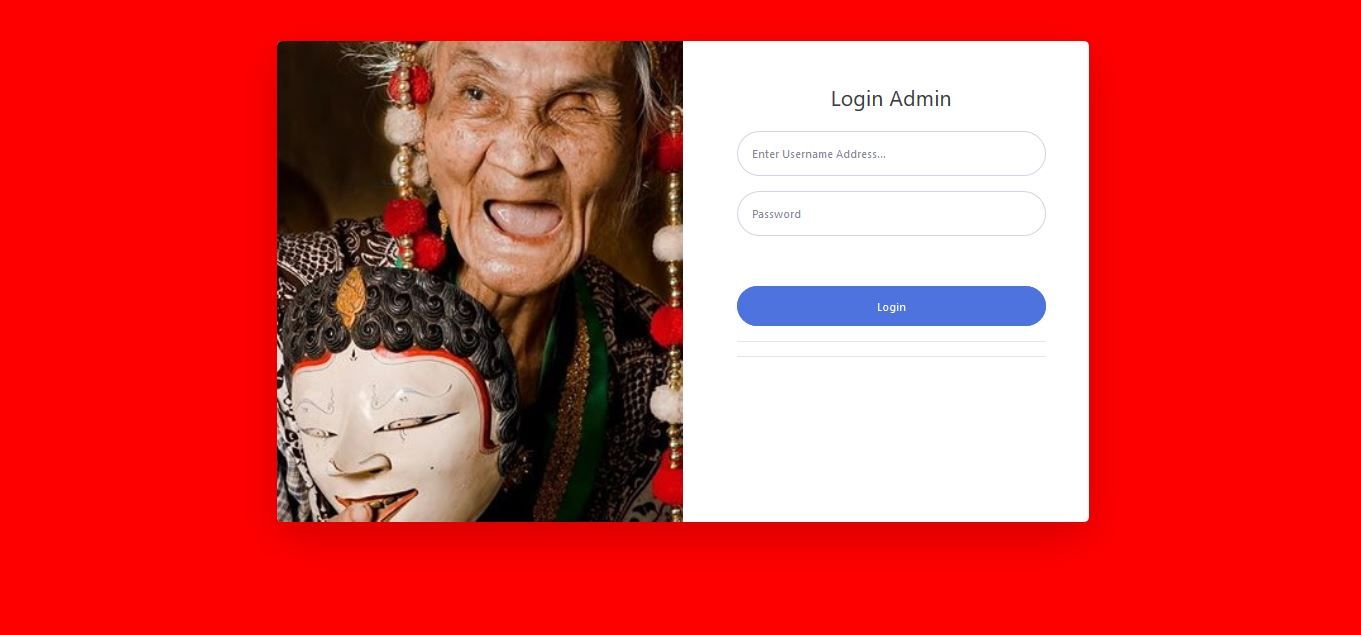 Login Admin
Enter Username Address...
Password
Login